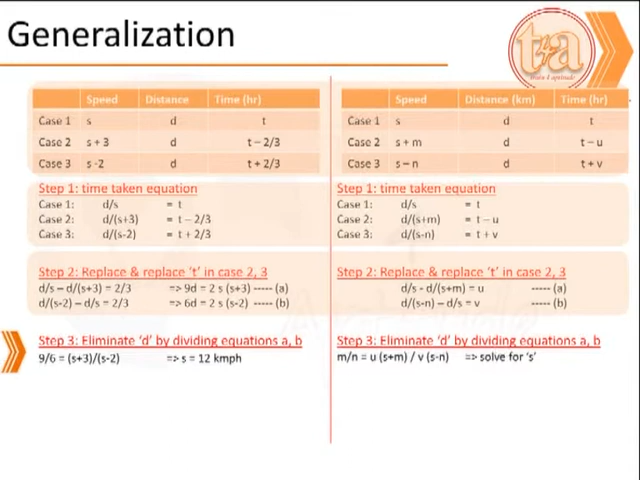 Generalization
t4a
Train 4 Aptitude
Speed Distance Time (hr)
Case 1 s d t
Case 2 s + 3 d t – 2/3
Case 3 s -2 d t + 2/3
Step 1: time taken equation
Case 1: d/s = t
Case 2: d/(s+3) = t – 2/3
Case 3: d/(s-2) = t + 2/3
Step 2: Replace & replace ‘t’ in case 2, 3
d/s – d/(s+3) = 2/3 => 9d = 2 s (s+3) ----- (a)
d/(s-2) – d/s = 2/3 => 6d = 2 s (s-2) ----- (b)
Step 3: Eliminate ‘d’ by dividing equations a, b
9/6 = (s+3)/(s-2) => s = 12 kmph
Speed Distance (km) Time (hr)
Case 1 s d t
Case 2 s + m d t – u
Case 3 s – n d t + v
Step 1: time taken equation
Case 1: d/s = t
Case 2: d/(s+m) = t – u
Case 3: d/(s-n) = t + v
Step 2: Replace & replace ‘t’ in case 2, 3
d/s - d/(s+m) = u ----- (a)
d/(s-n) – d/s = v ----- (b)
Step 3: Eliminate ‘d’ by dividing equations a, b
m/n = u (s+m) / v (s-n) => solve for ‘s’